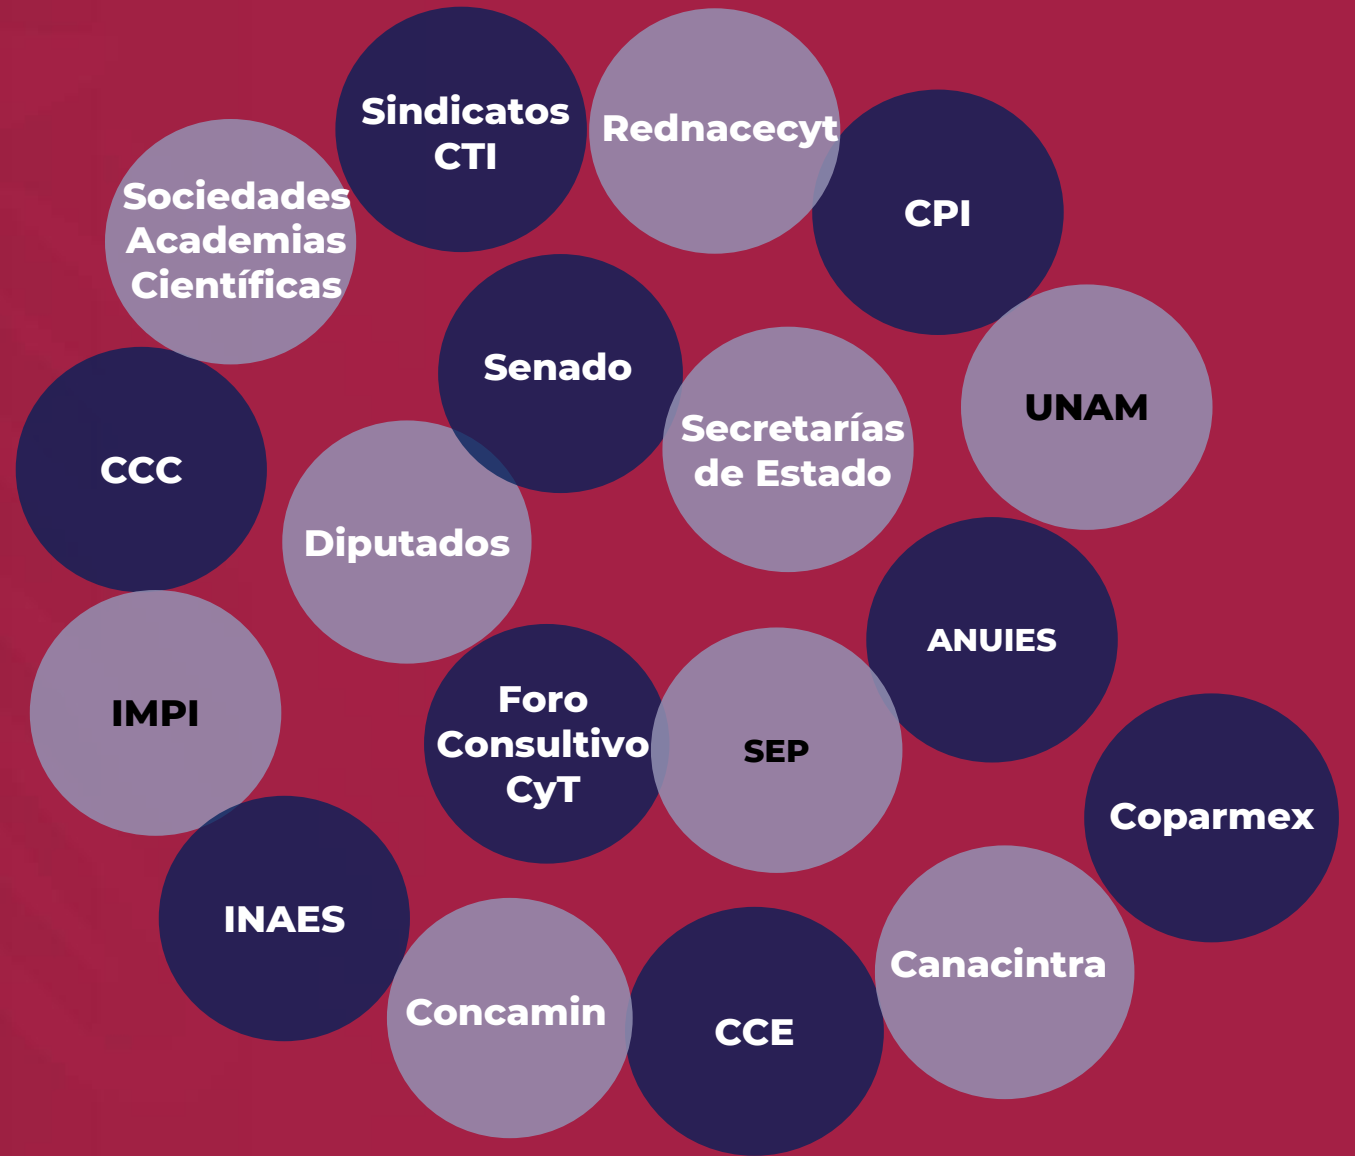 Sindicatos
CTI
Rednacecyt
CPI
Sociedades
Academias
Científicas
Senado
UNAM
Secretarías
de Estado
CCC
Diputados
ANUIES
Foro
Consultivo
CyT
IMPI
SEP
Coparmex
INAES
Canacintra
Concamin
CCE